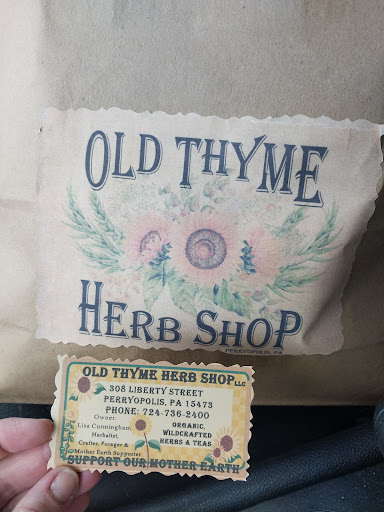 OLD THYME
HERB SHOP
PERRYOPOLIS, PA
OLD THYME HERB SHOP LLC
308 LIBERTY STREET
PERRYOPOLIS, PA 15473
PHONE: 724-736-2400
Owner:
Lisa Cunningham
Herbalist,
Crafter, Forager &
Mother Earth Supporter
ORGANIC,
WILDCRAFTED
HERBS & TEAS
SUPPORT OUR MOTHER EARTH